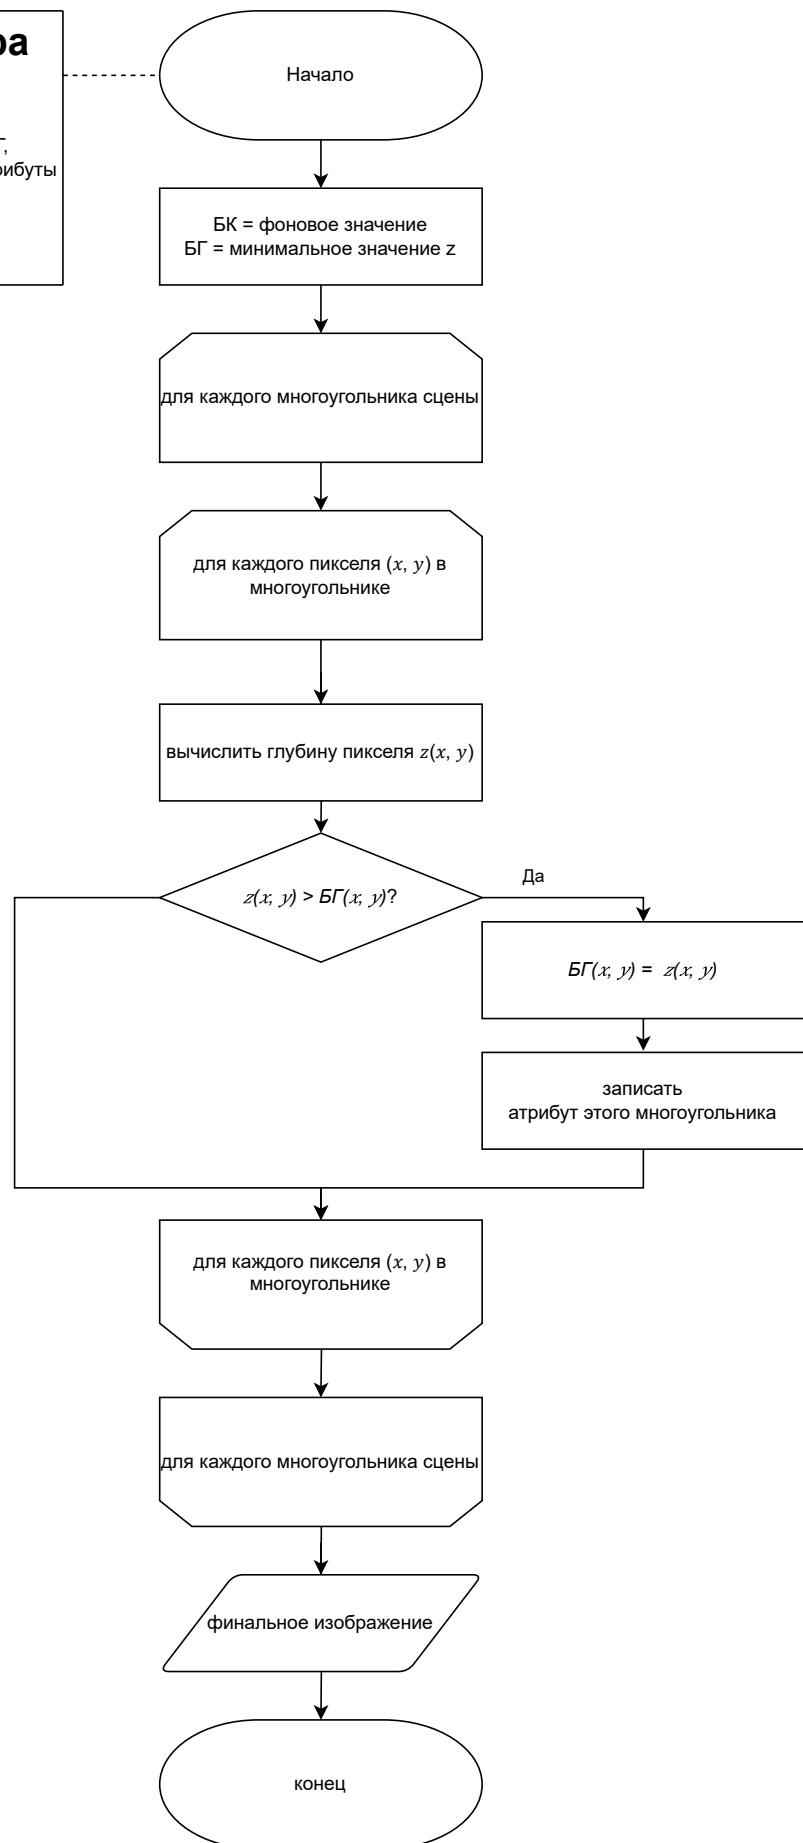 Начало
БК = фоновое значение
БГ = минимальное значение z
для каждого многоугольника сцены
для каждого пикселя (x, y) в
многоугольнике
вычислить глубину пикселя z(x, y)
z(x, y) > БГ(x, y)?
Да
БГ(x, y) = z(x, y)
записать
атрибут этого многоугольника
для каждого пикселя (x, y) в
многоугольнике
для каждого многоугольника сцены
финальное изображение
конец